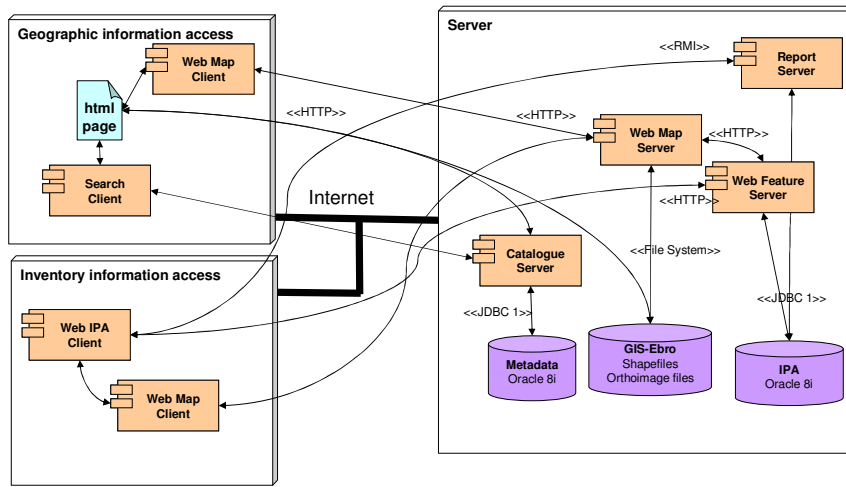 Geographic information access
Web Map
Client
html
page
Search
Client
Inventory information access
Web IPA
Client
Web Map
Client
Internet
<<HTTP>>
Server
<<RMI>>
Report
Server
<<HTTP>>
Web Map
Server
<<HTTP>>
Web Feature
Server
<<HTTP>>
Catalogue
Server
<<File System>>
<<JDBC 1>>
<<JDBC 1>>
Metadata
Oracle 8i
GIS-Ebro
Shapefiles
Orthoimage files
IPA
Oracle 8i